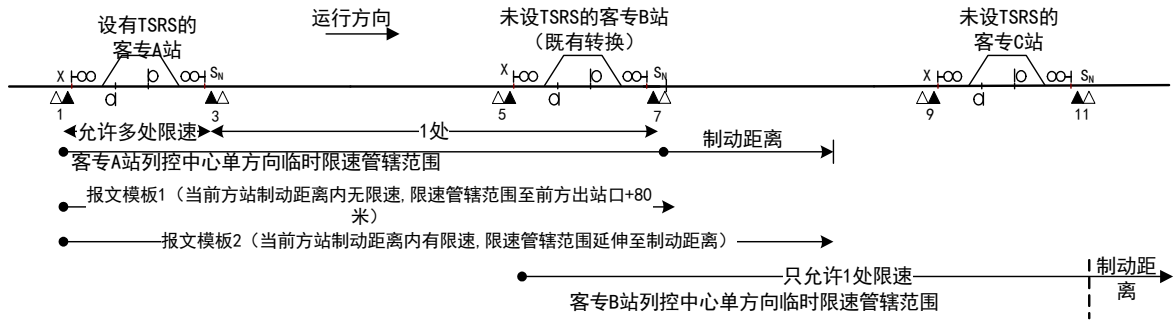 设有TSRS的
客专A站
运行方向
未设TSRS的客专B站
（既有转换）
未设TSRS的
客专C站
X
S_N
X
S_N
X
S_N
1
3
5
7
9
11
允许多处限速
1处
制动距离
客专A站列控中心单方向临时限速管辖范围
报文模板1（当前方站制动距离内无限速,限速管辖范围至前方出站口+80
米）
报文模板2（当前方站制动距离内有限速,限速管辖范围延伸至制动距离）
只允许1处限速
制动距
离
客专B站列控中心单方向临时限速管辖范围